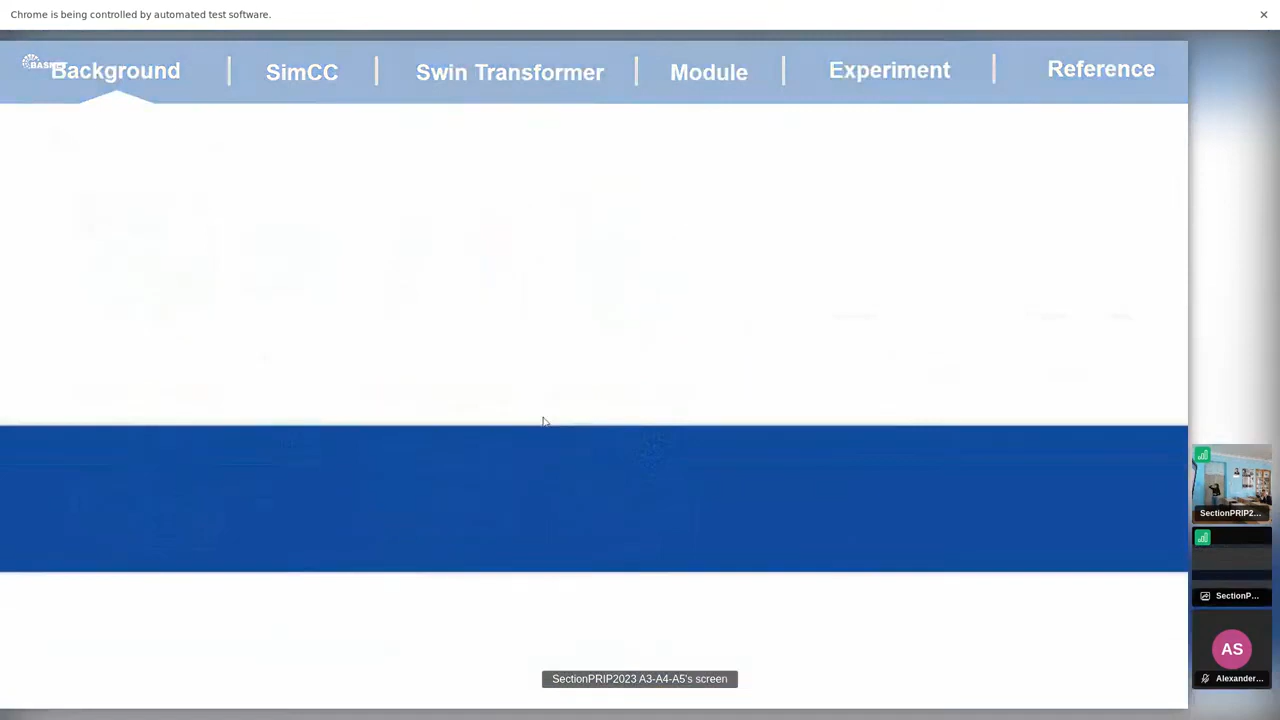 Chrome is being controlled by automated test software.
BASNET
Background
SimCC
Swin Transformer
Module
Experiment
Reference
SectionPRIP2...
SectionP...
AS
Alexander...
SectionPRIP2023 A3-A4-A5's screen